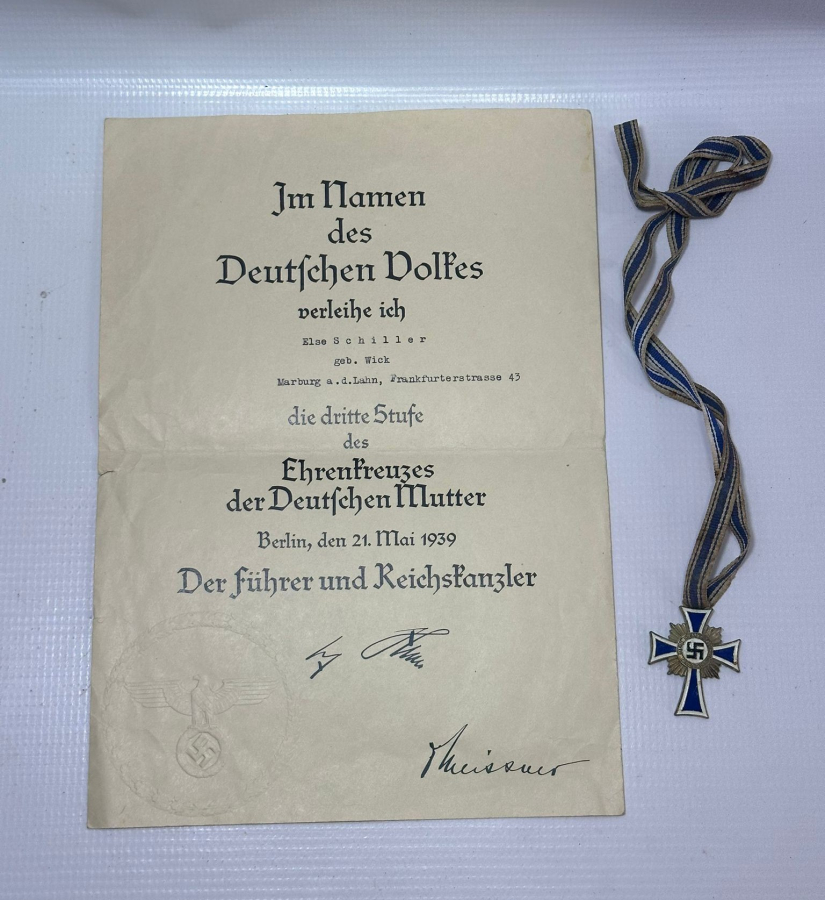 Im Namen
des
Deutschen Volkes
verleihe ich
Else Schiller
geb. Wick
Marburg a.d.Lahn, Frankfurterstrasse 43
die dritte Stufe
des
Ehrenkreuzes
der Deutschen Mutter
Berlin, den 21. Mai 1939
Der Führer und Reichskanzler
Meissner